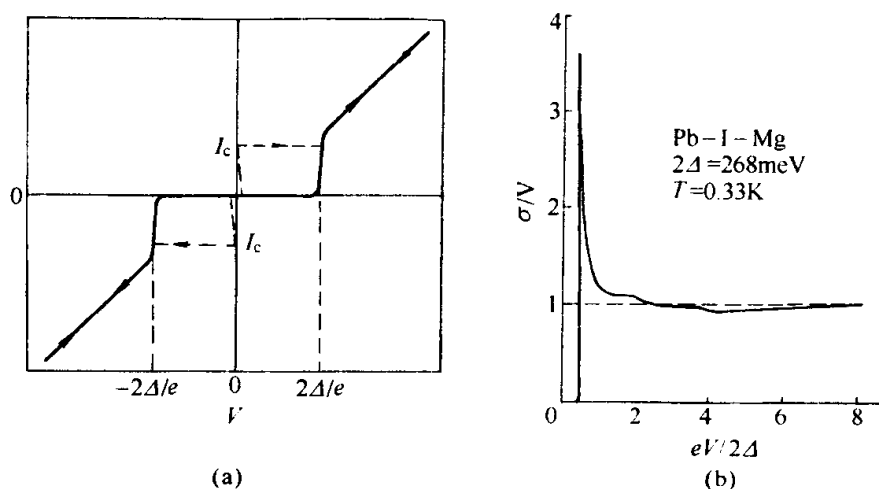 I_c
0
I_c
−2Δ/e
0
2Δ/e
V
(a)
4
3
2
1
0
σ/V
Pb−I−Mg
2Δ=268meV
T=0.33K
2
4
6
8
eV/2Δ
(b)